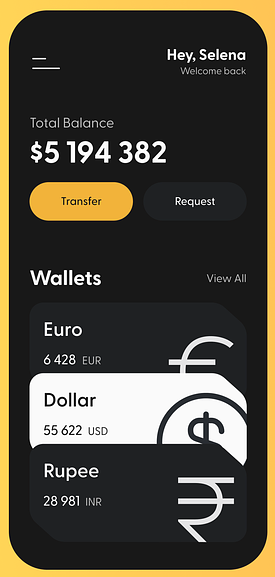 Hey, Selena
Welcome back
Total Balance
$5 194 382
Transfer
Request
Wallets
View All
Euro
6 428 EUR
€
Dollar
55 622 USD
$
Rupee
28 981 INR
₹